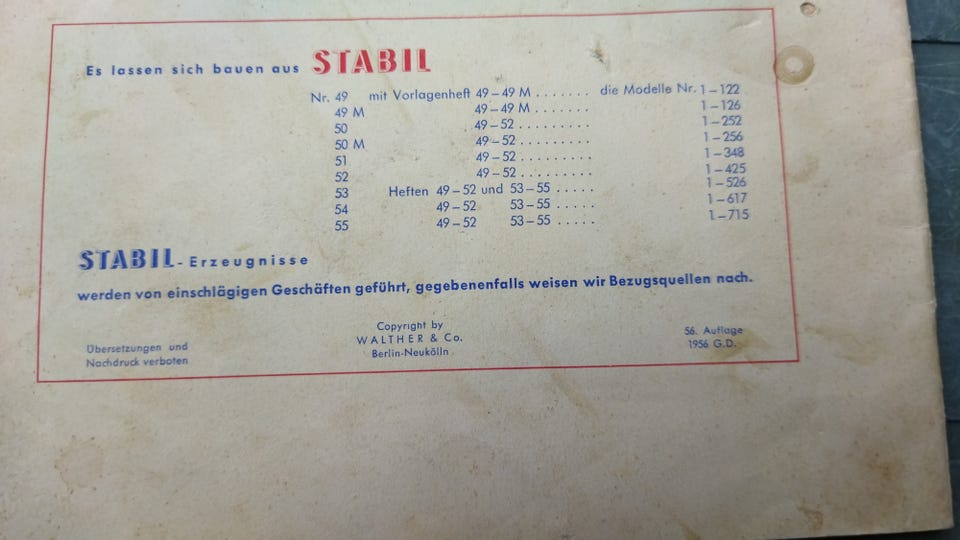 Es lassen sich bauen aus STABIL
Nr. 49 mit Vorlagenheft 49–49 M . . . . . . . die Modelle Nr. 1–122
49 M 49–49 M . . . . . . . 1–126
50 49–52 . . . . . . . . . 1–252
50 M 49–52 . . . . . . . . . 1–256
51 49–52 . . . . . . . . . 1–348
52 49–52 . . . . . . . . . 1–425
53 Heften 49–52 und 53–55 . . . . . 1–526
54 49–52 53–55 . . . . . 1–617
55 49–52 53–55 . . . . . 1–715
STABIL-Erzeugnisse
werden von einschlägigen Geschäften geführt, gegebenenfalls weisen wir Bezugsquellen nach.
Übersetzungen und
Nachdruck verboten
Copyright by
WALTHER & Co.
Berlin-Neukölln
56. Auflage
1956 G.D.